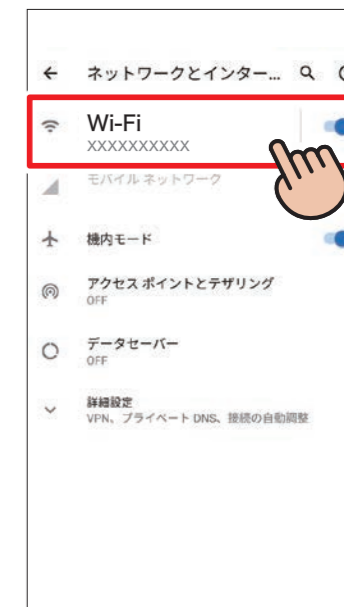 ネットワークとインター...
Wi-Fi
XXXXXXXXXX
モバイル ネットワーク
機内モード
アクセス ポイントとテザリング
OFF
データセーバー
OFF
詳細設定
VPN、プライベート DNS、接続の自動調整